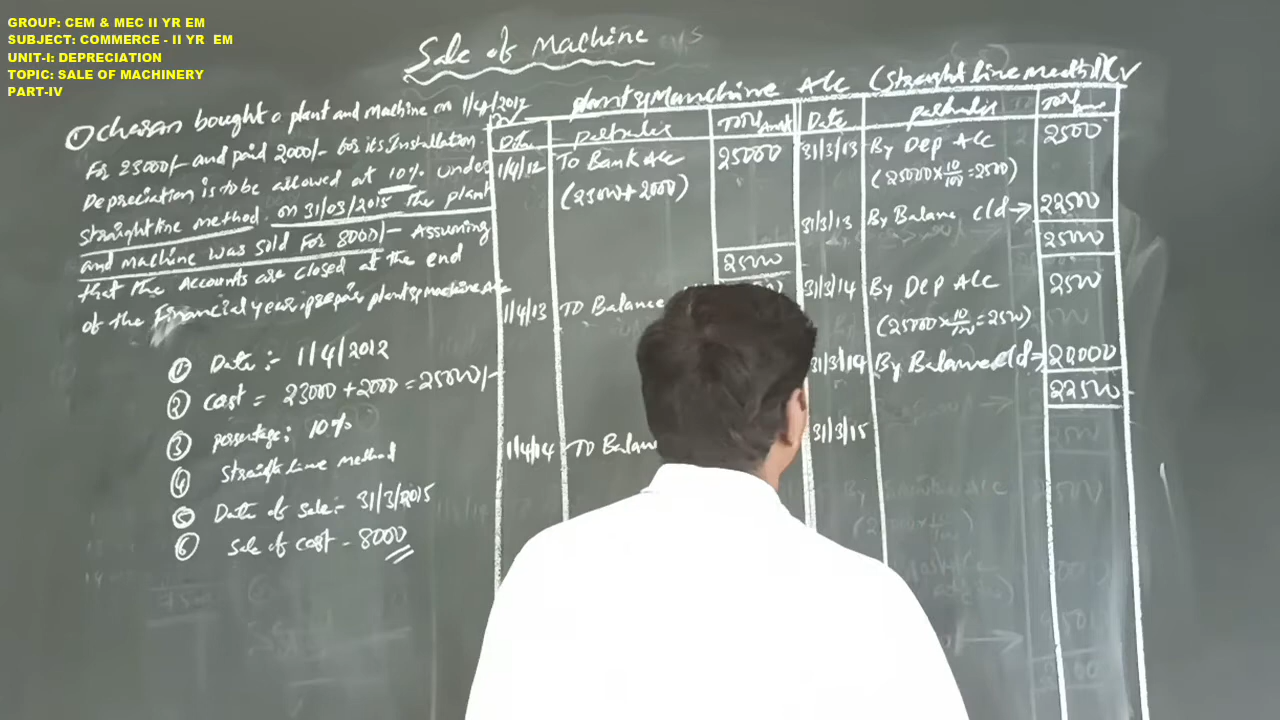 GROUP: CEM & MEC II YR EM
SUBJECT: COMMERCE - II YR EM
UNIT-I: DEPRECIATION
TOPIC: SALE OF MACHINERY
PART-IV
Sale of Machine
① bought a plant and machine on 1/4/2012
For 23000/- and paid 2000/- for its Installation
Depreciation is to be allowed at 10% under
straight line method. on 31/03/2015 the plant
and machine was sold for 8000/- Assuming
that the Accounts are closed at the end
of the Financial year. prepair plant & machine A/c
① Date :- 1/4/2012
② cost = 23000 + 2000 = 25000/-
③ persentage: 10%
④ straight line method
⑤ Date of sale:- 31/3/2015
⑥ Sale of cost - 8000
plant & Manchine A/c (straight line method) Cr
Date Amt Date
1/4/12 To Bank A/c 25000 31/3/13 By Dep A/c 2500
(23000+2000) (25000×10/100=2500)
31/3/13 By Balane c/d → 22500
25000 25000
1/4/13 To Balance 31/3/14 By Dep A/c 2500
(25000×10/100=2500)
31/3/14 By Balance c/d → 20000
22500
1/4/14 To Balan 31/3/15